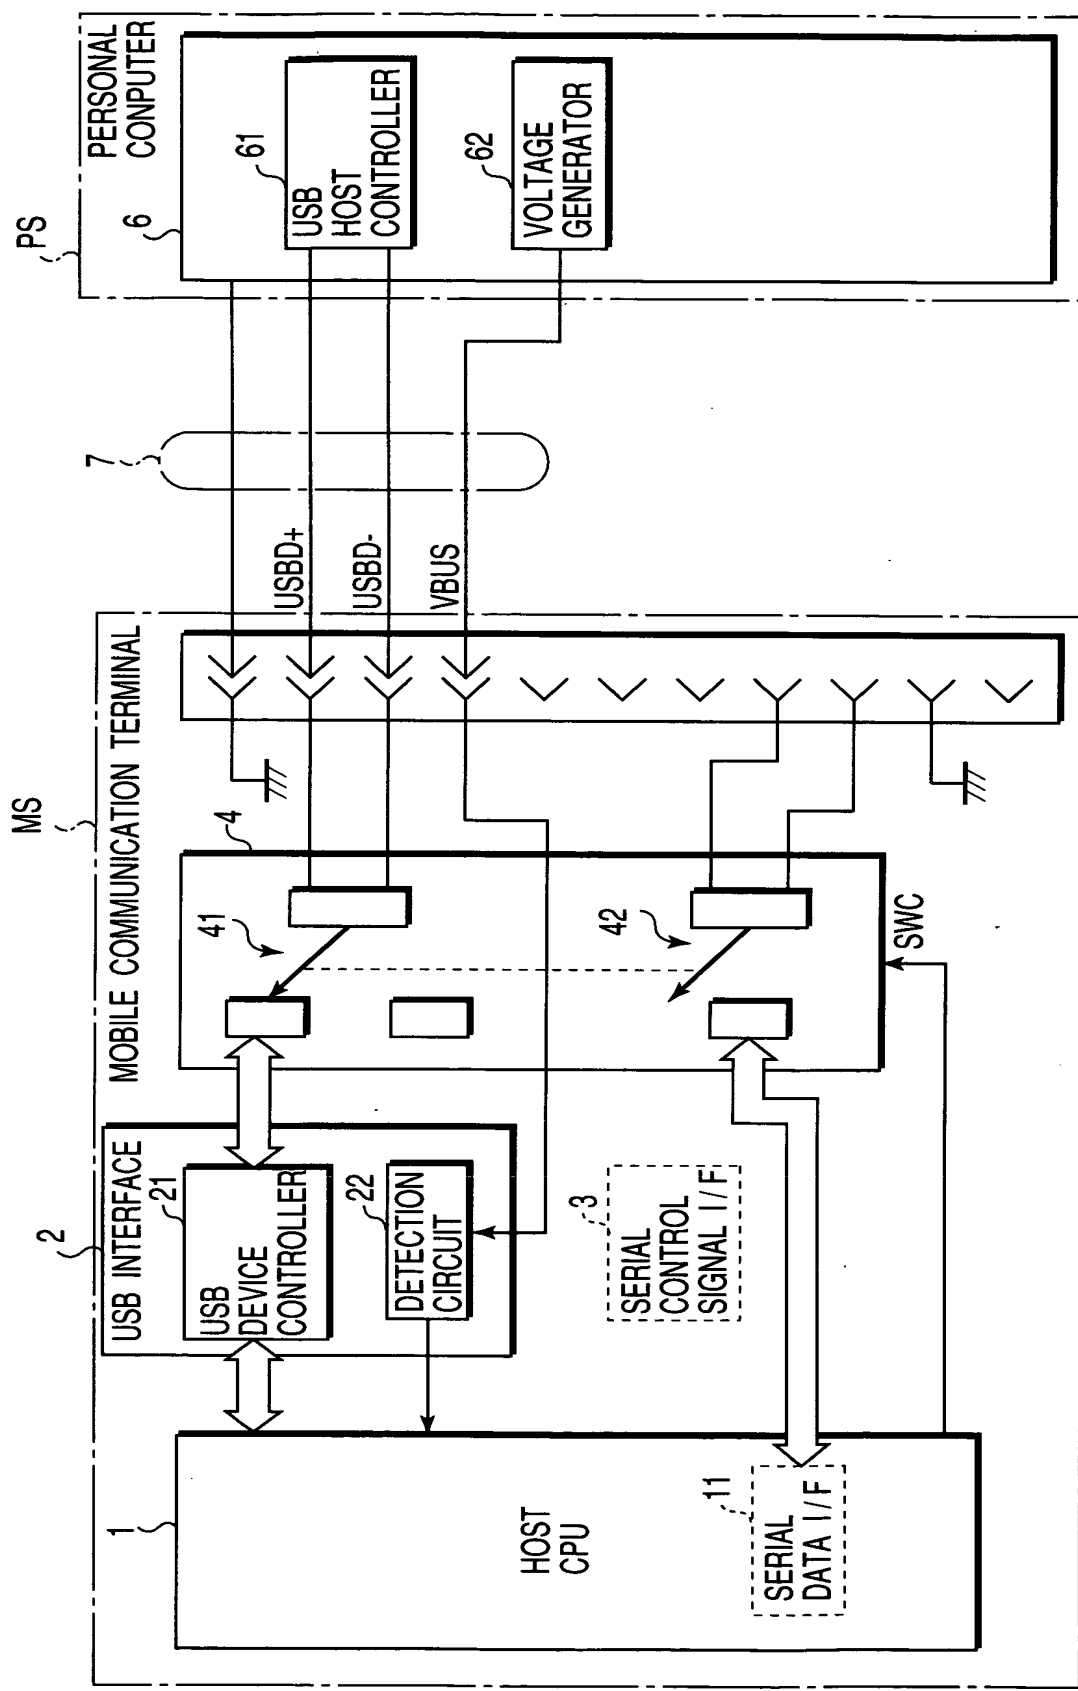 MS
MOBILE COMMUNICATION TERMINAL
1
HOST
CPU
11
SERIAL
DATA I/F
2
USB INTERFACE
21
USB
DEVICE
CONTROLLER
22
DETECTION
CIRCUIT
3
SERIAL
CONTROL
SIGNAL I/F
4
41
42
SWC
USBD+
USBD-
VBUS
7
PS
PERSONAL
CONPUTER
6
61
USB
HOST
CONTROLLER
62
VOLTAGE
GENERATOR